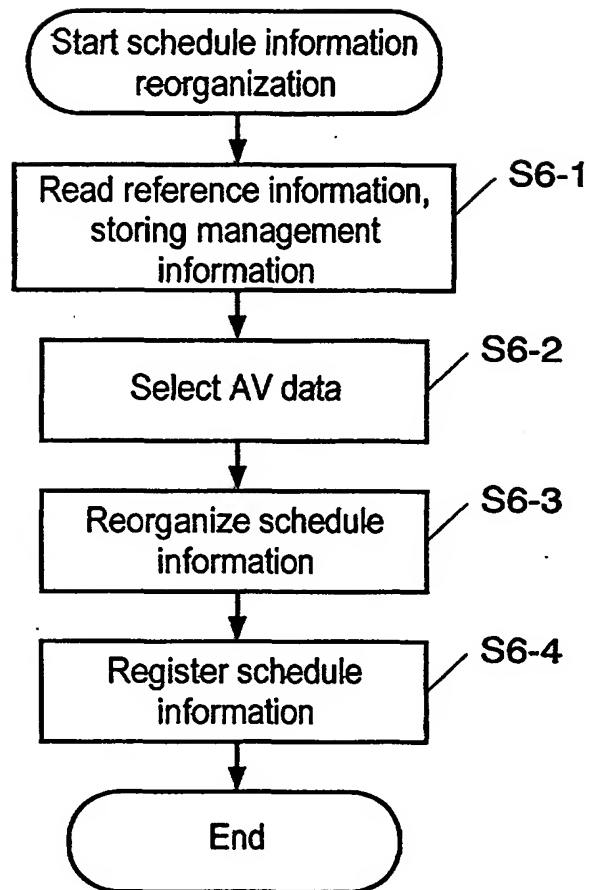 Start schedule information
reorganization
Read reference information,
storing management
information
S6-1
Select AV data
S6-2
Reorganize schedule
information
S6-3
Register schedule
information
S6-4
End